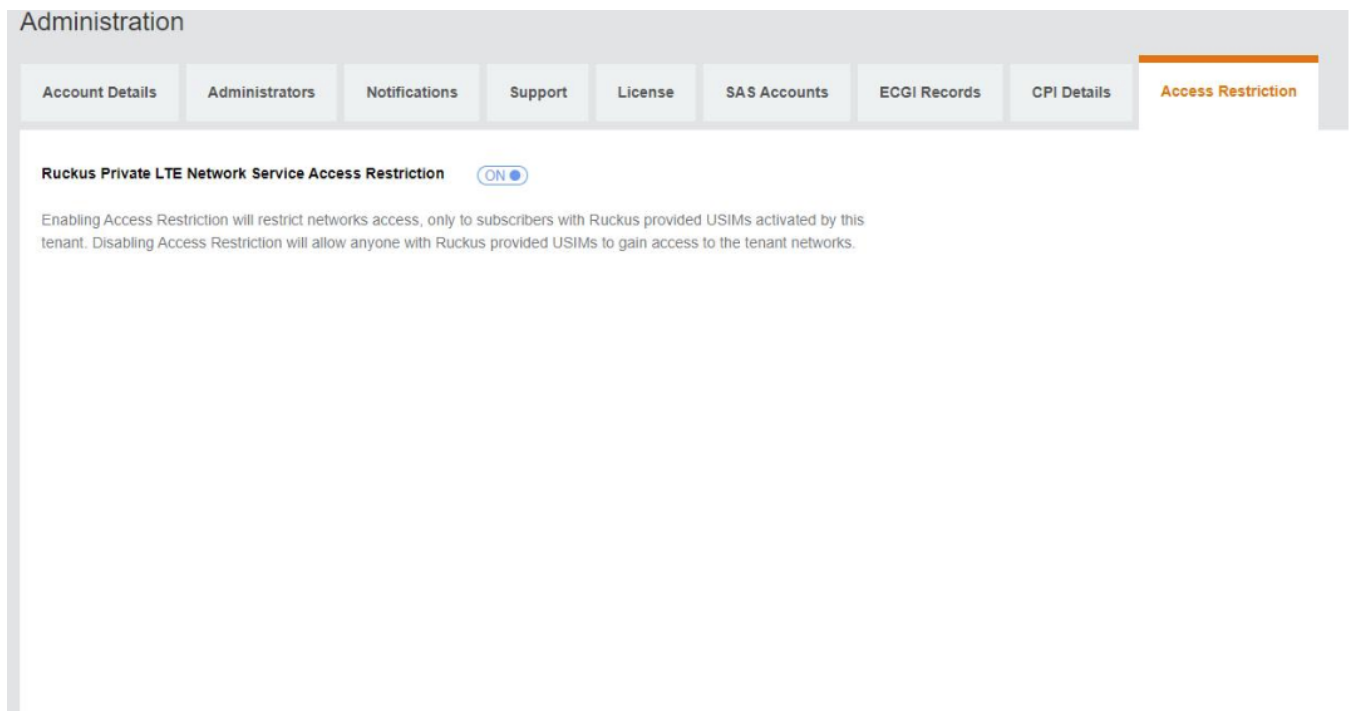 Administration
Account Details
Administrators
Notifications
Support
License
SAS Accounts
ECGI Records
CPI Details
Access Restriction
Ruckus Private LTE Network Service Access Restriction
ON
Enabling Access Restriction will restrict networks access, only to subscribers with Ruckus provided USIMs activated by this
tenant. Disabling Access Restriction will allow anyone with Ruckus provided USIMs to gain access to the tenant networks.